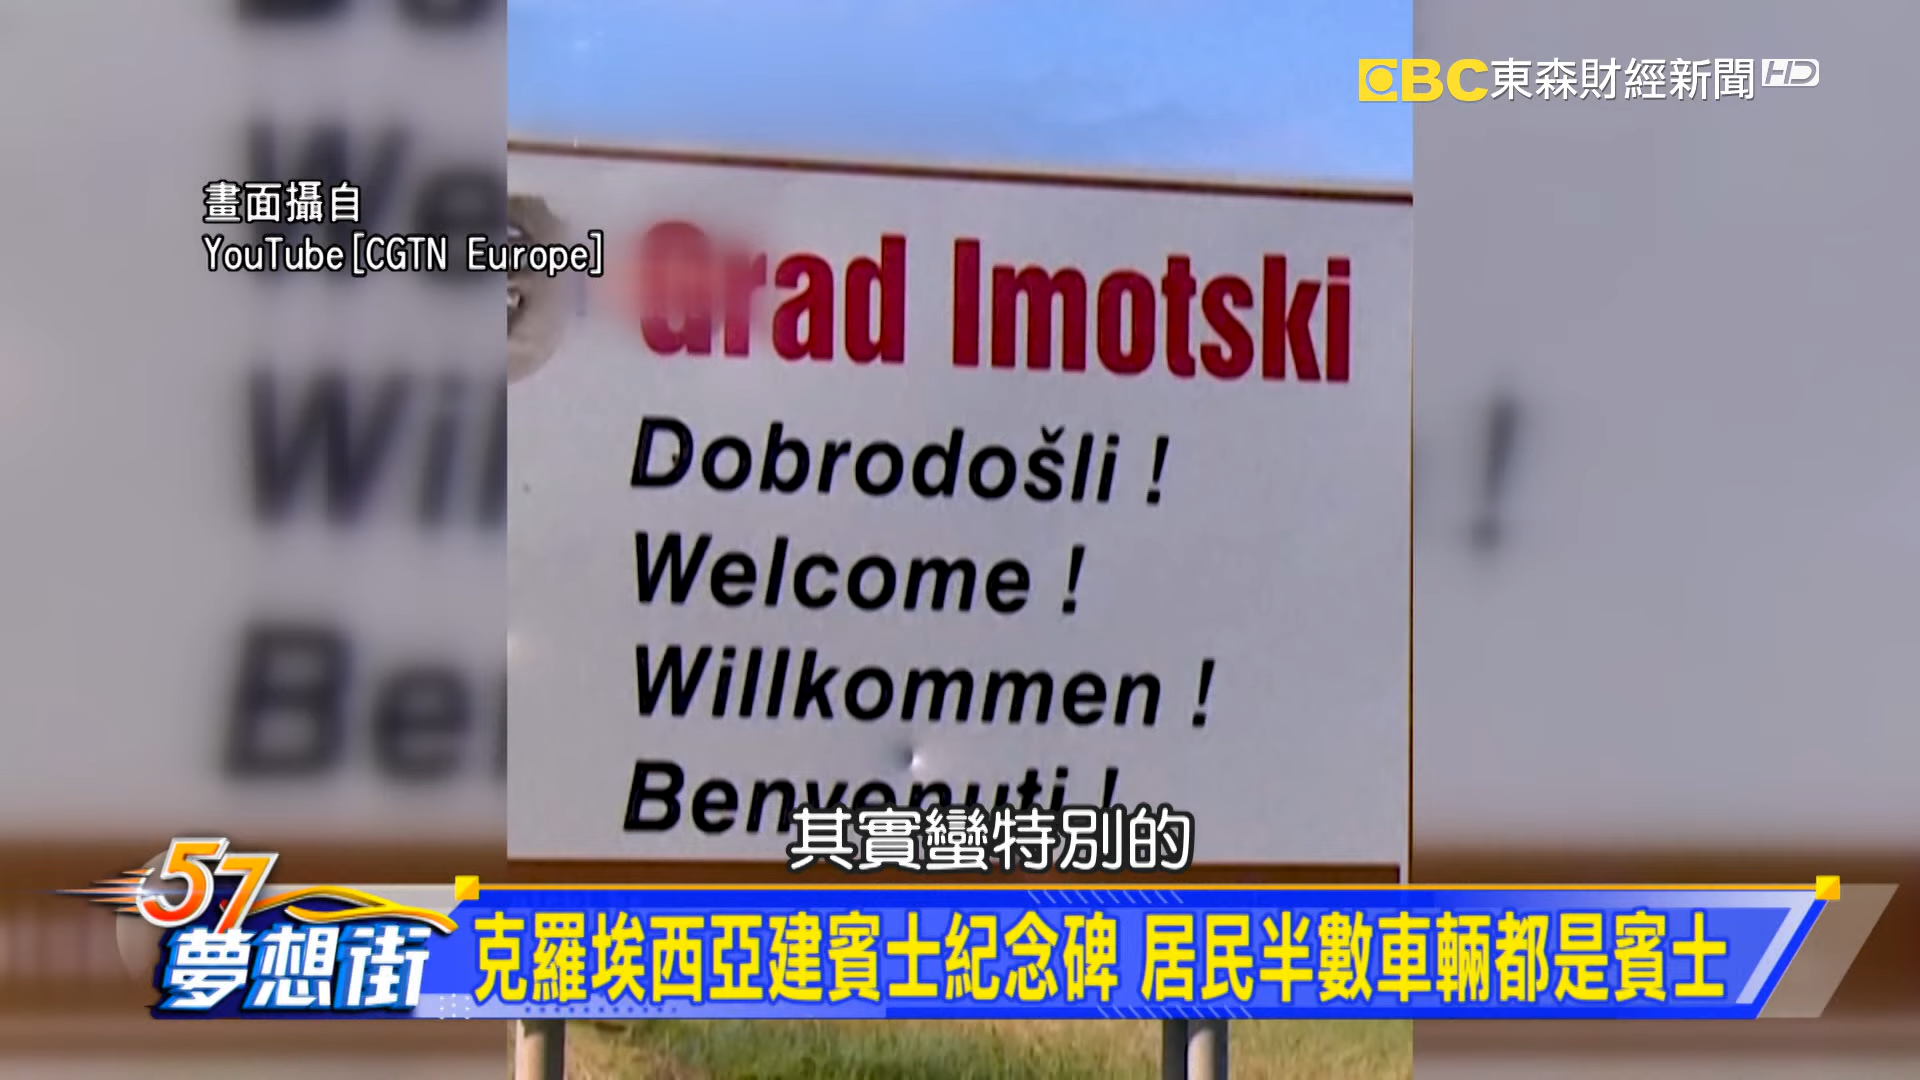 EBC東森財經新聞HD
畫面攝自
YouTube[CGTN Europe]
Grad Imotski
Dobrodošli !
Welcome !
Willkommen !
Benvenuti !
其實蠻特別的
57
夢想街
克羅埃西亞建賓士紀念碑 居民半數車輛都是賓士